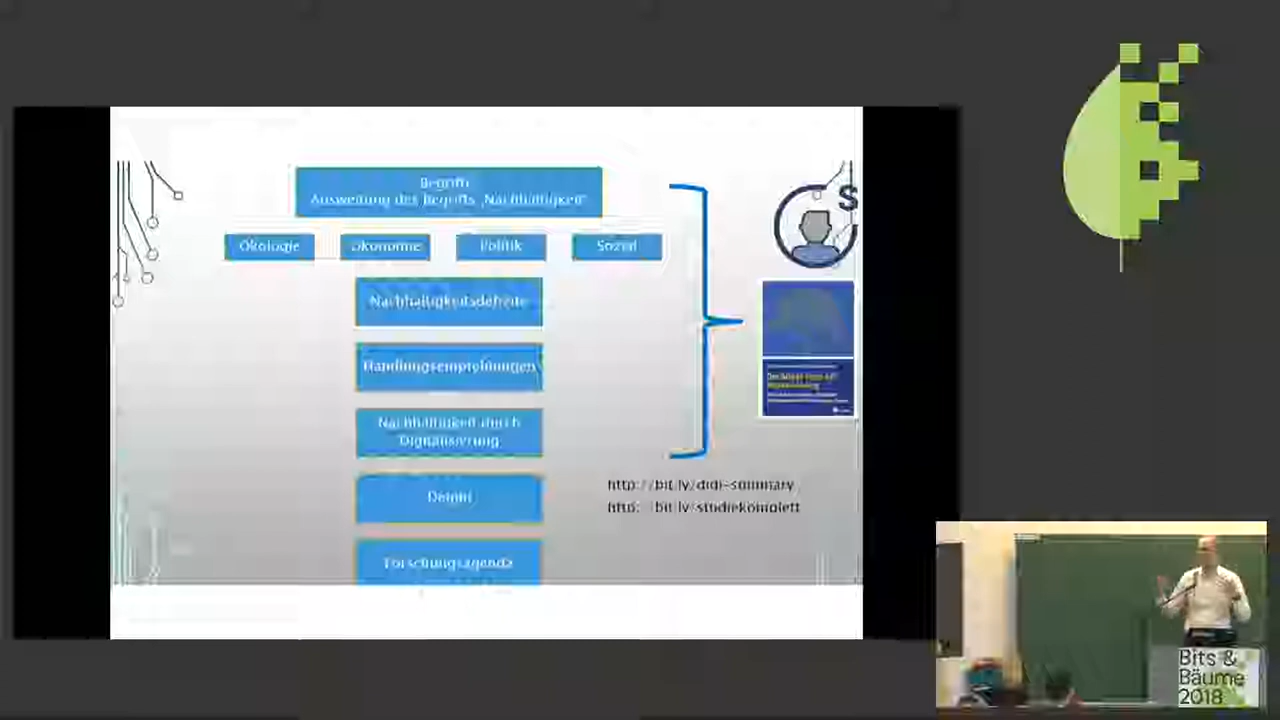 Begriff:
Ausweitung des Begriffs „Nachhaltigkeit"
Ökologie
Ökonomie
Politik
Sozial
Nachhaltigkeitsdefizite
Handlungsempfehlungen
Nachhaltigkeit durch
Digitalisierung
Delphi
Forschungsagenda
S
http://bit.ly/didi-summary
http://bit.ly/studiekomplett
Bits &
Bäume
2018